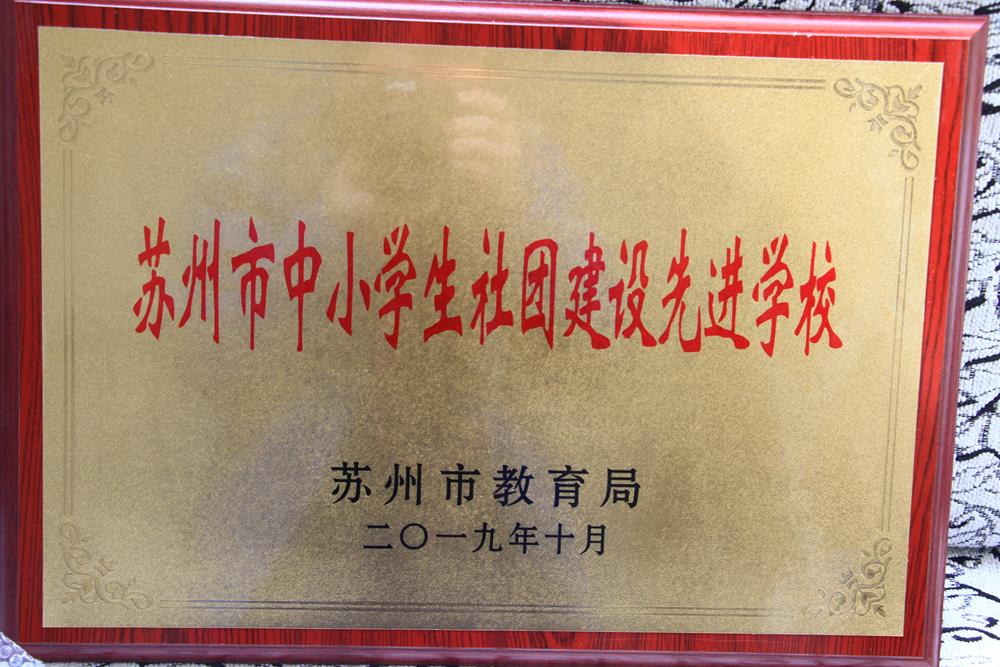 苏州市中小学生社团建设先进学校
苏州市教育局
二〇一九年十月